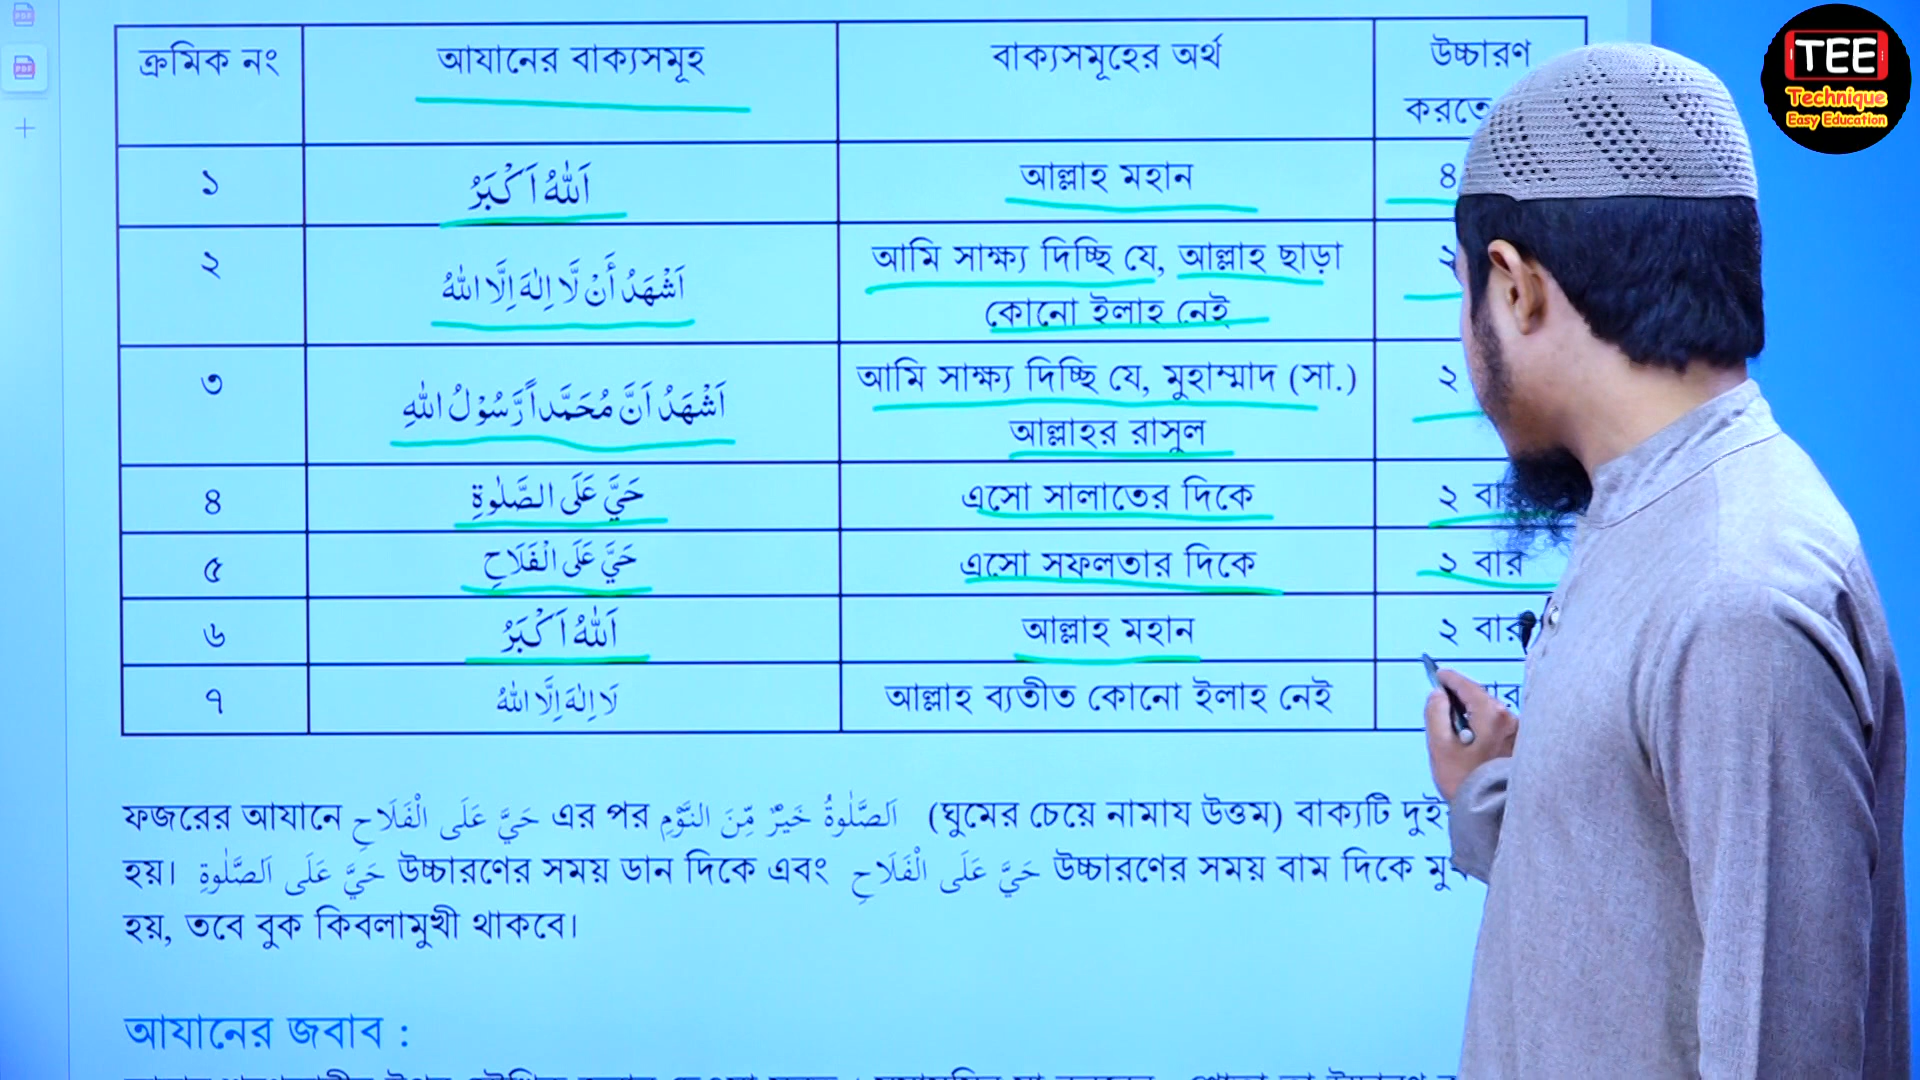 TEE
Technique
Easy Education
ক্রমিক নং আযানের বাক্যসমূহ বাক্যসমূহের অর্থ উচ্চারণ
করতে
১ اَللّٰهُ اَكْبَرُ আল্লাহ মহান ৪
২ اَشْهَدُ أَنْ لَّا اِلٰهَ اِلَّا اللّٰهُ আমি সাক্ষ্য দিচ্ছি যে, আল্লাহ ছাড়া ২
কোনো ইলাহ নেই
৩ اَشْهَدُ اَنَّ مُحَمَّداً رَّسُوْلُ اللّٰهِ আমি সাক্ষ্য দিচ্ছি যে, মুহাম্মাদ (সা.) ২
আল্লাহর রাসুল
৪ حَيَّ عَلَى الصَّلٰوةِ এসো সালাতের দিকে ২
৫ حَيَّ عَلَى الْفَلَاحِ এসো সফলতার দিকে ২ বার
৬ اَللّٰهُ اَكْبَرُ আল্লাহ মহান ২ বার
৭ لَا اِلٰهَ اِلَّا اللّٰهُ আল্লাহ ব্যতীত কোনো ইলাহ নেই
ফজরের আযানে حَيَّ عَلَى الْفَلَاحِ এর পর اَلصَّلٰوةُ خَيْرٌ مِّنَ النَّوْمِ (ঘুমের চেয়ে নামায উত্তম) বাক্যটি
হয়। حَيَّ عَلَى الصَّلٰوةِ উচ্চারণের সময় ডান দিকে এবং حَيَّ عَلَى الْفَلَاحِ উচ্চারণের সময় বাম দিকে
হয়, তবে বুক কিবলামুখী থাকবে।
আযানের জবাব :